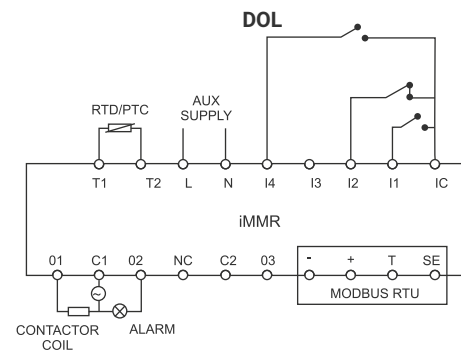 DOL
RTD/PTC
AUX
SUPPLY
T1 T2 L N I4 I3 I2 I1 IC
iMMR
01 C1 02 NC C2 03 - + T SE
MODBUS RTU
CONTACTOR
COIL
ALARM